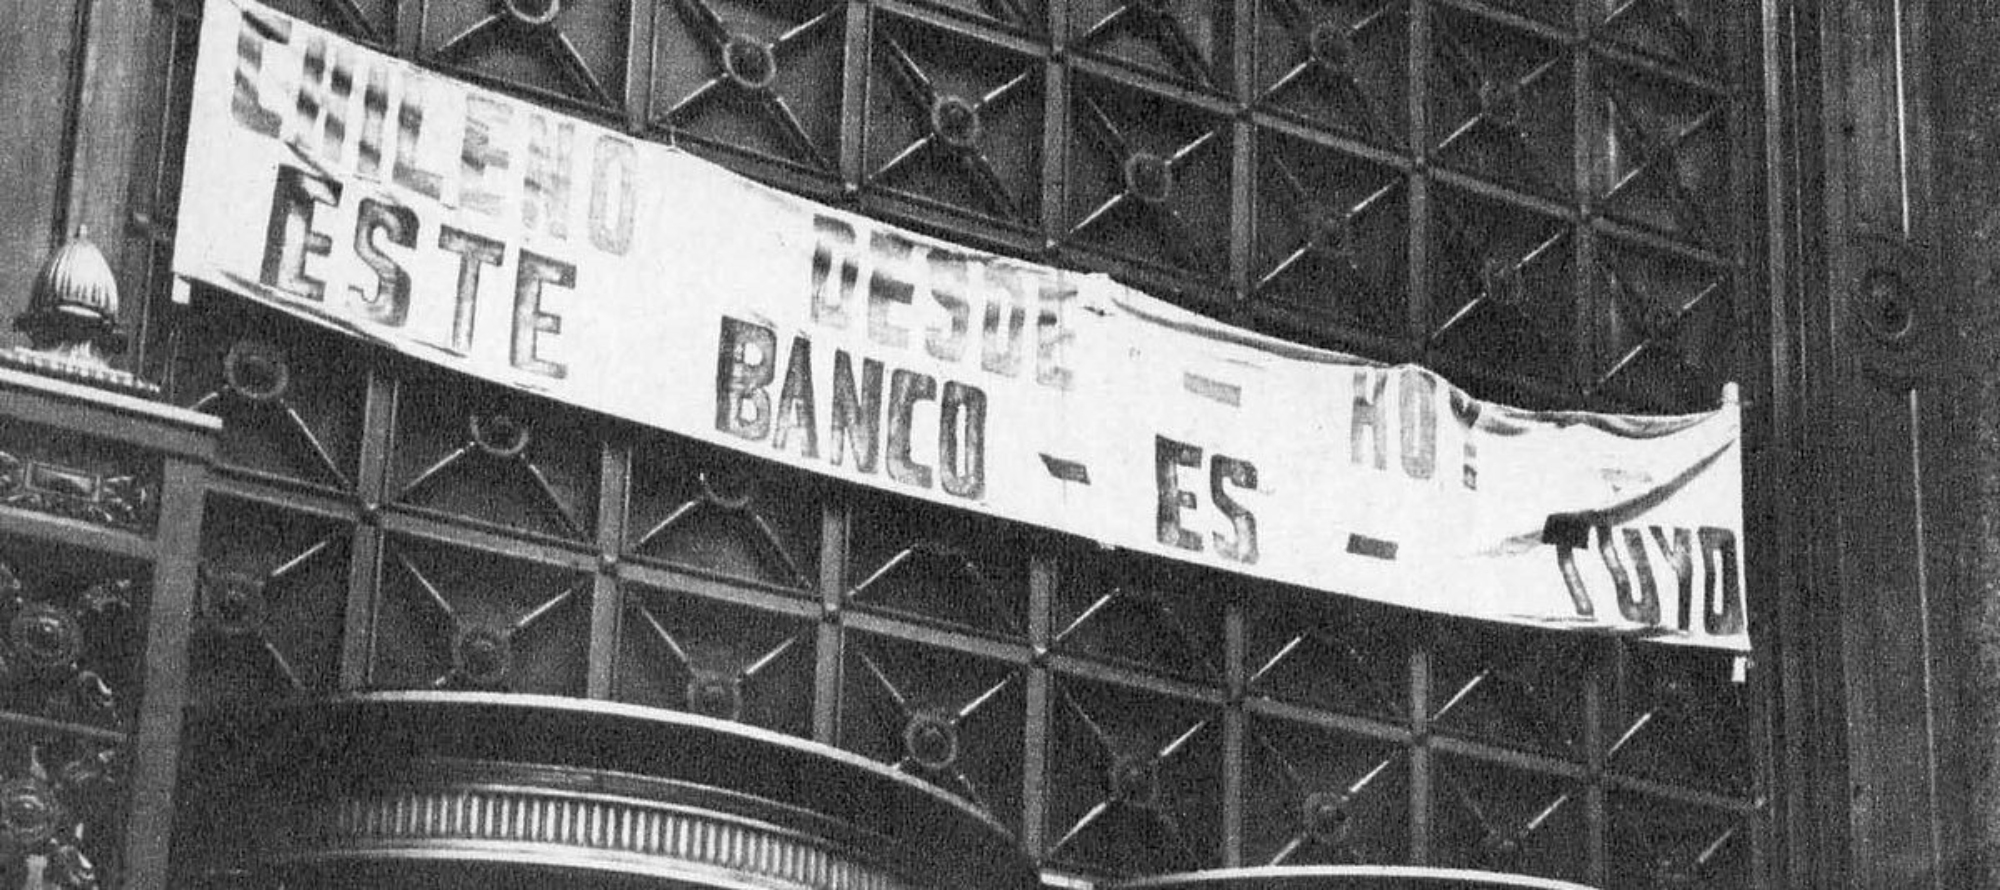 CHILENO DESDE - HOY:
ESTE BANCO - ES - TUYO